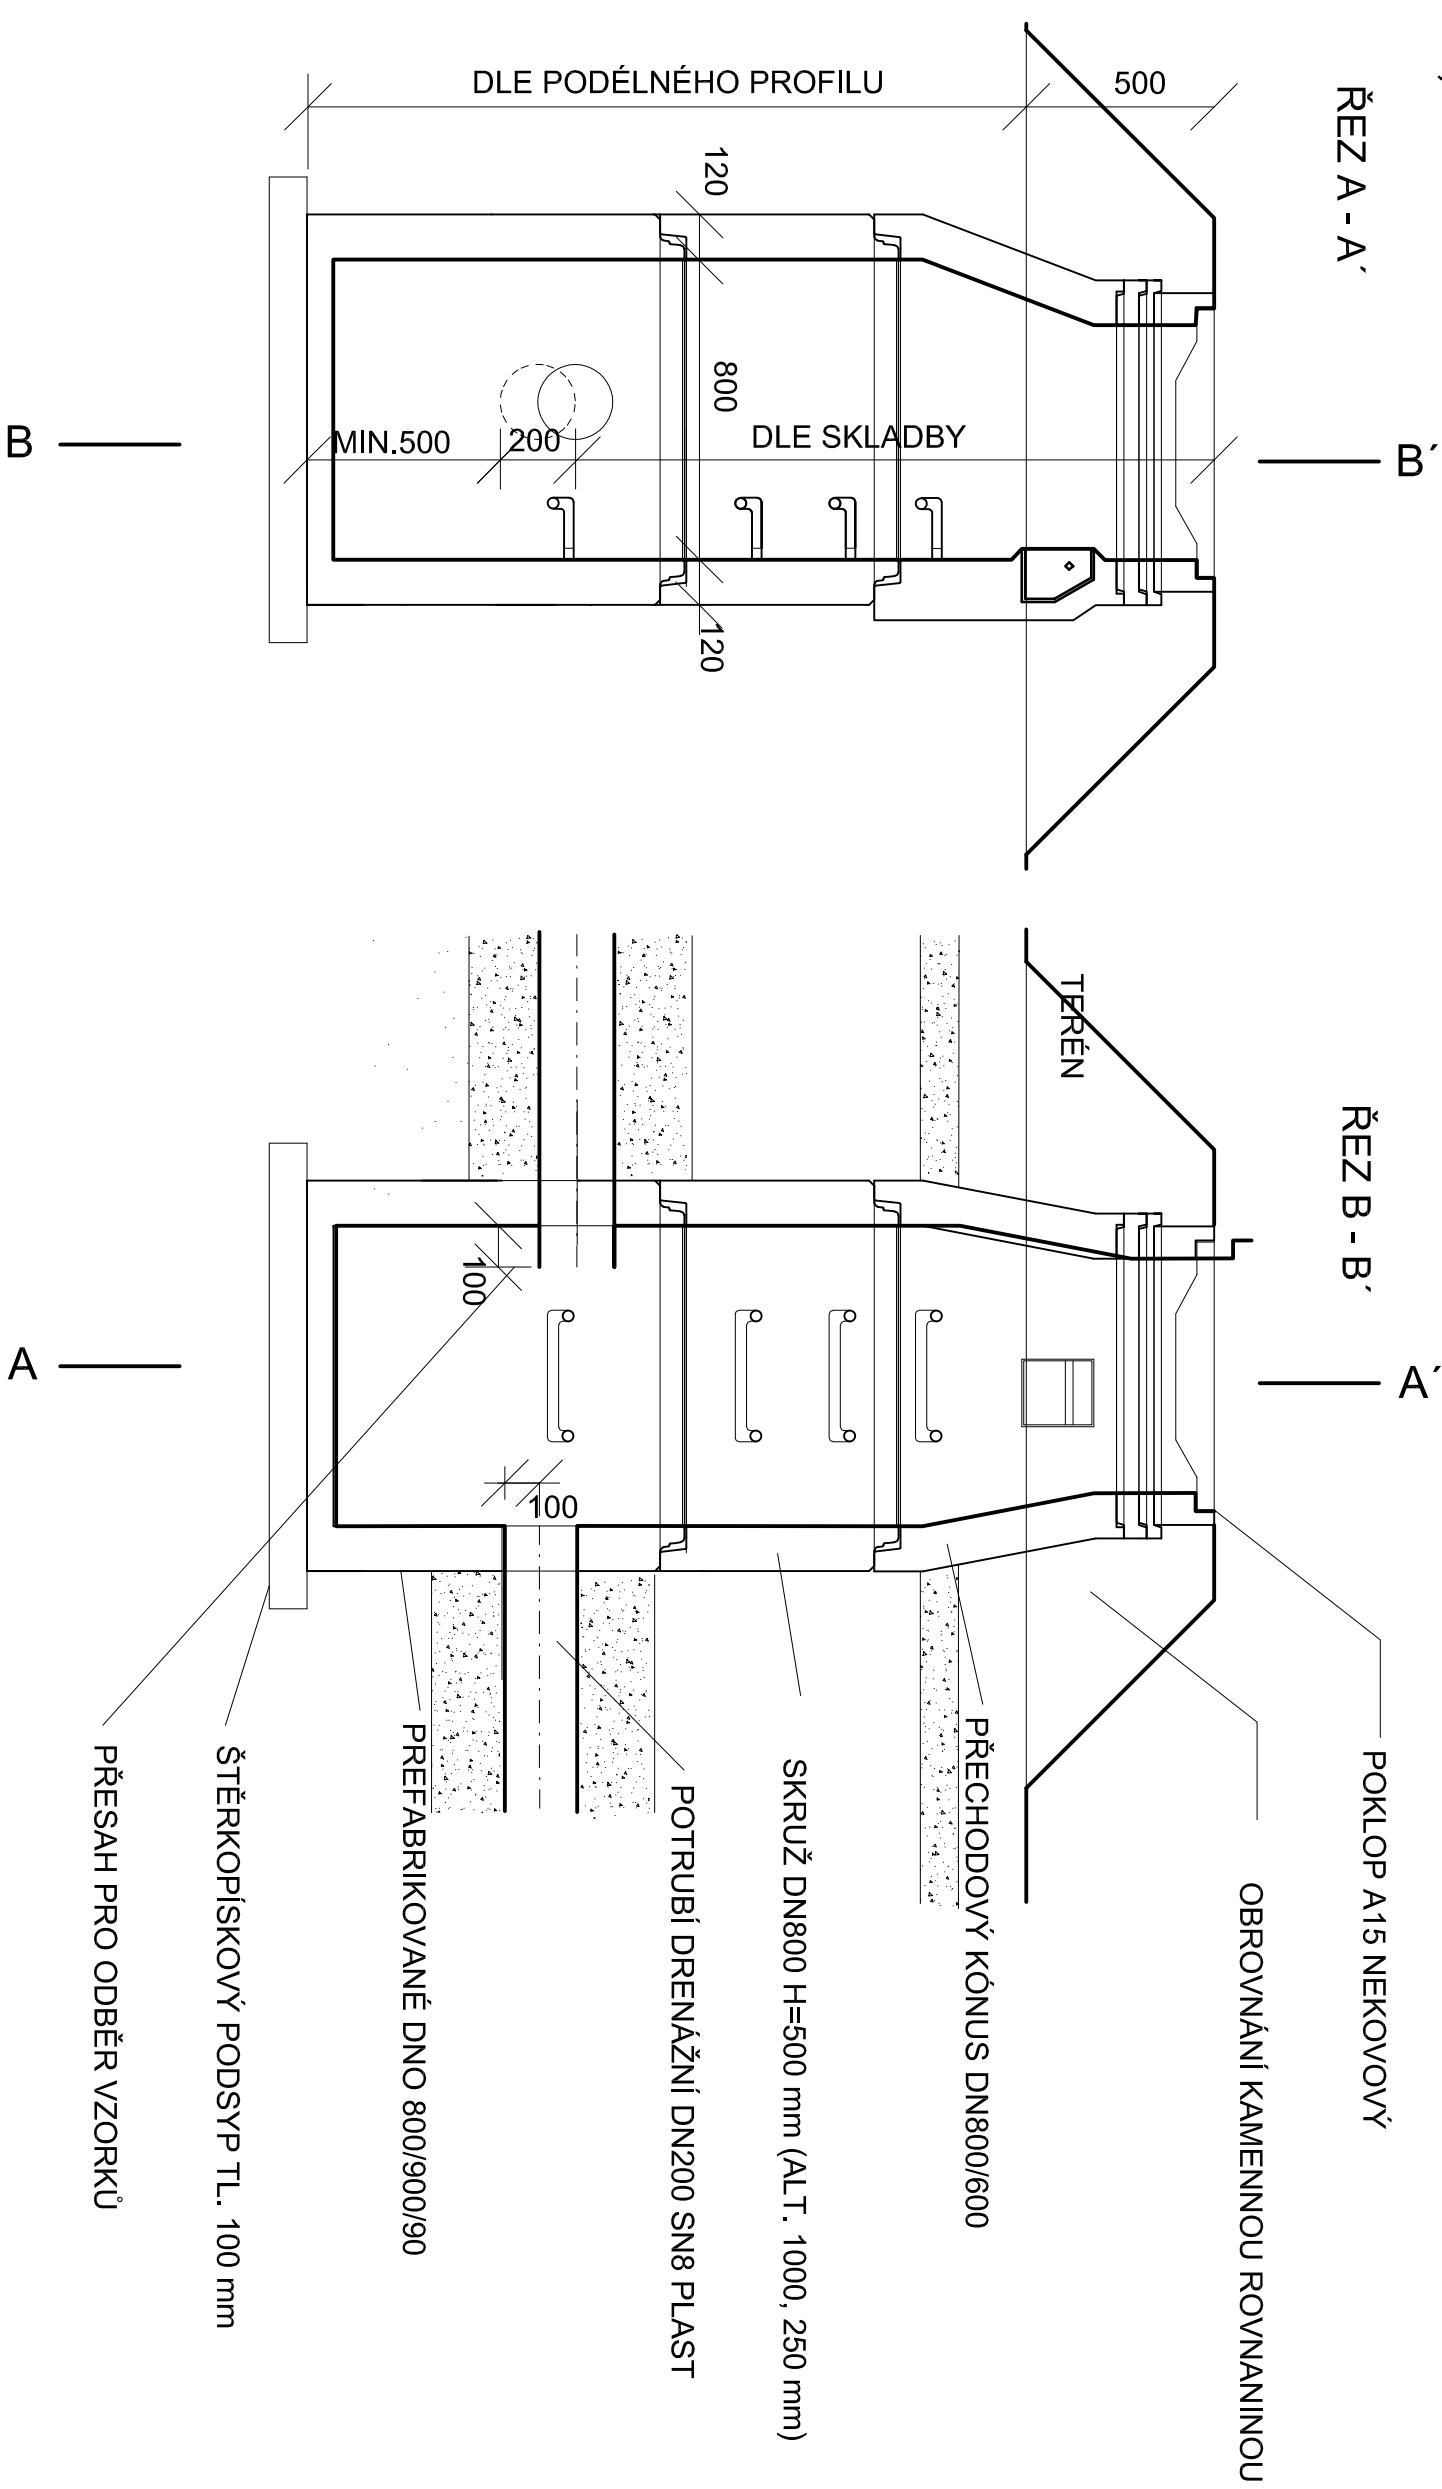 ŘEZ A - A´
DLE PODÉLNÉHO PROFILU
500
120
800
120
MIN.500
200
DLE SKLADBY
B
B´
ŘEZ B - B´
TERÉN
100
100
A
A´
POKLOP A15 NEKOVOVÝ
OBROVNÁNÍ KAMENNOU ROVNANINOU
PŘECHODOVÝ KÓNUS DN800/600
SKRUŽ DN800 H=500 mm (ALT. 1000, 250 mm)
POTRUBÍ DRENÁŽNÍ DN200 SN8 PLAST
PREFABRIKOVANÉ DNO 800/900/90
ŠTĚRKOPÍSKOVÝ PODSYP TL. 100 mm
PŘESAH PRO ODBĚR VZORKŮ